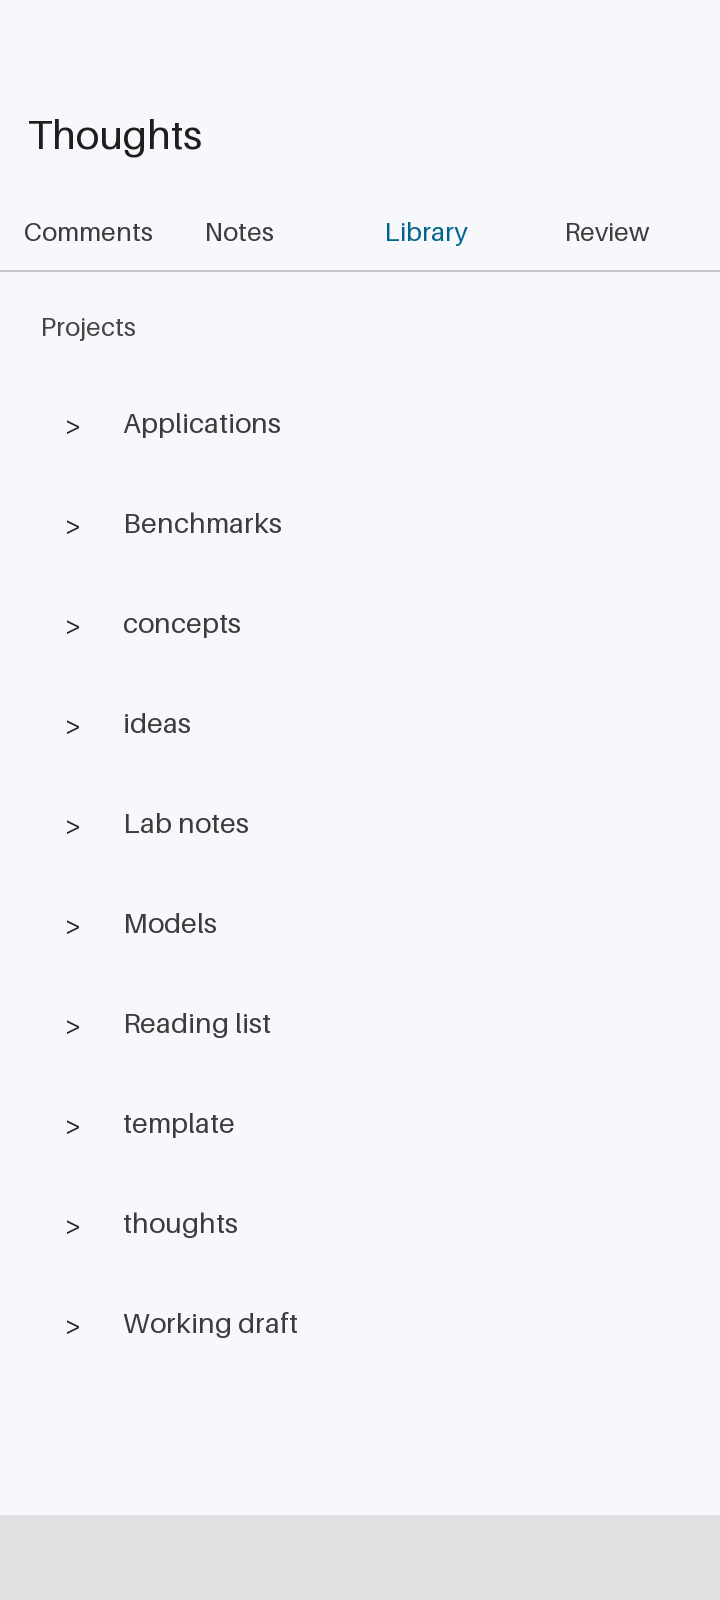 Thoughts
Comments Notes Library Review
Projects
> Applications
> Benchmarks
> concepts
> ideas
> Lab notes
> Models
> Reading list
> template
> thoughts
> Working draft